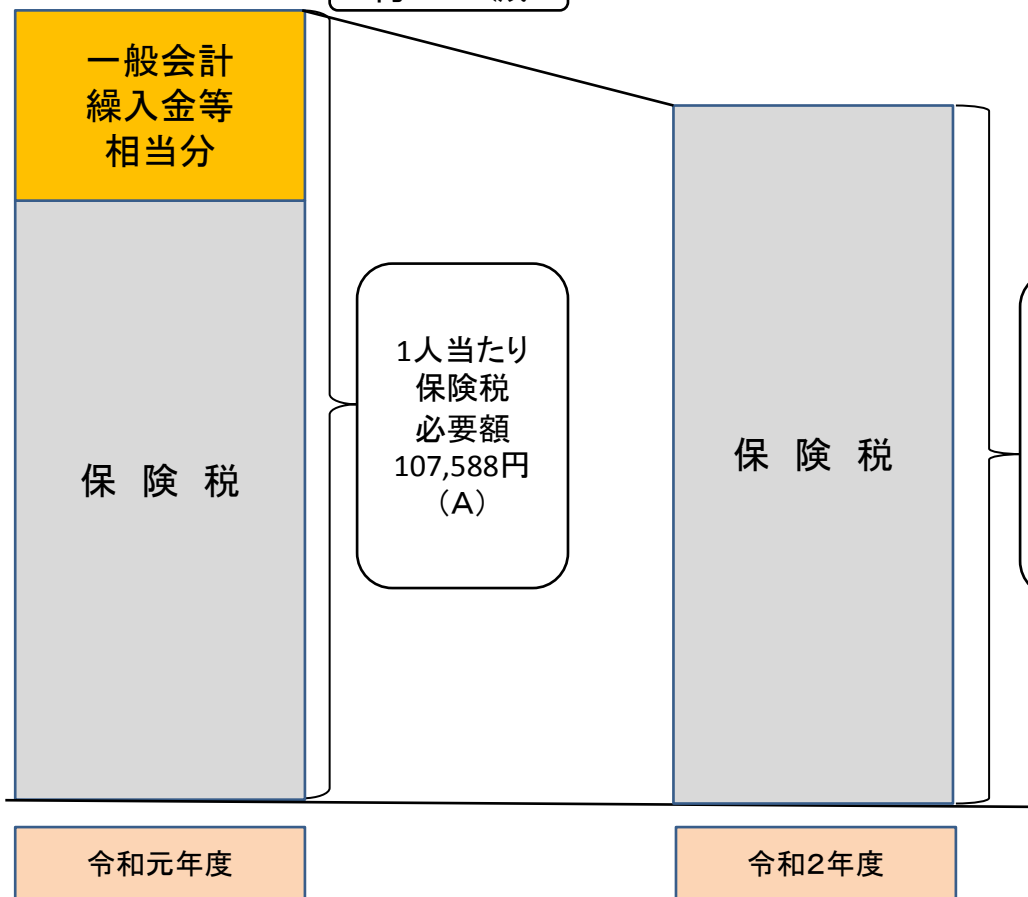 一般会計
繰入金等
相当分
保 険 税
1人当たり
保険税
必要額
107,588円
(A)
保 険 税
令和元年度
令和2年度